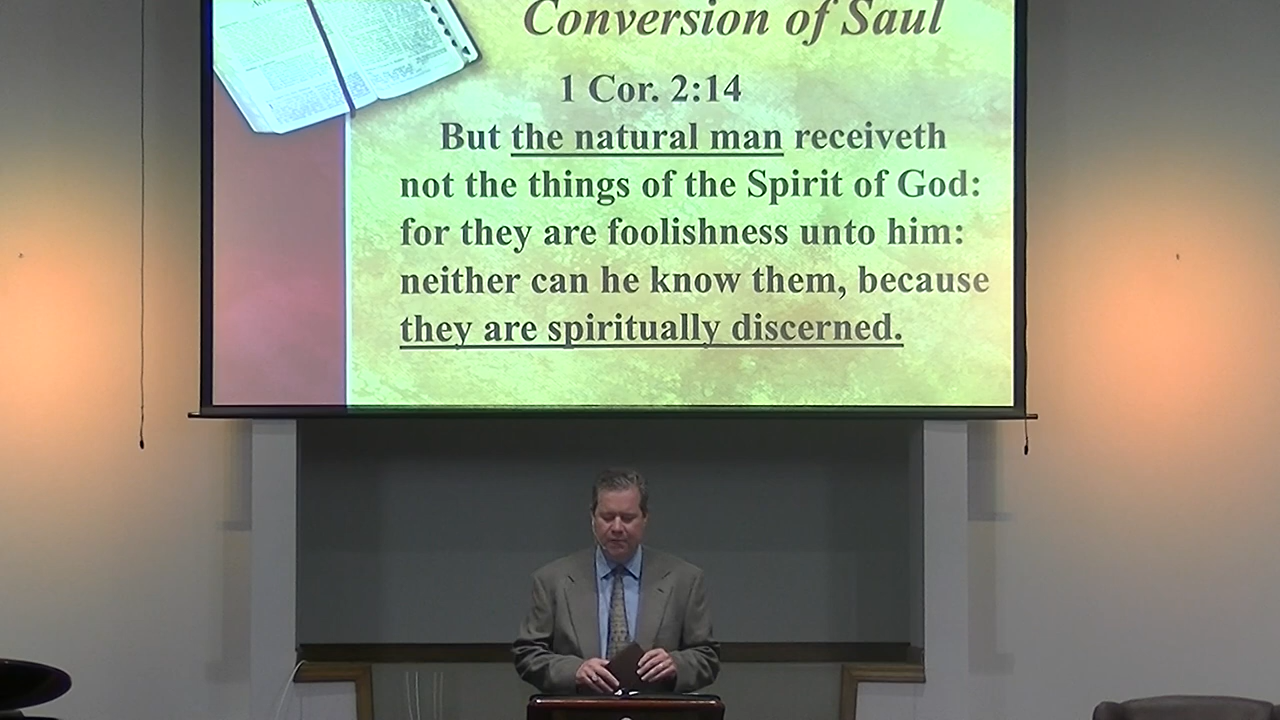 Conversion of Saul
1 Cor. 2:14
But the natural man receiveth
not the things of the Spirit of God:
for they are foolishness unto him:
neither can he know them, because
they are spiritually discerned.